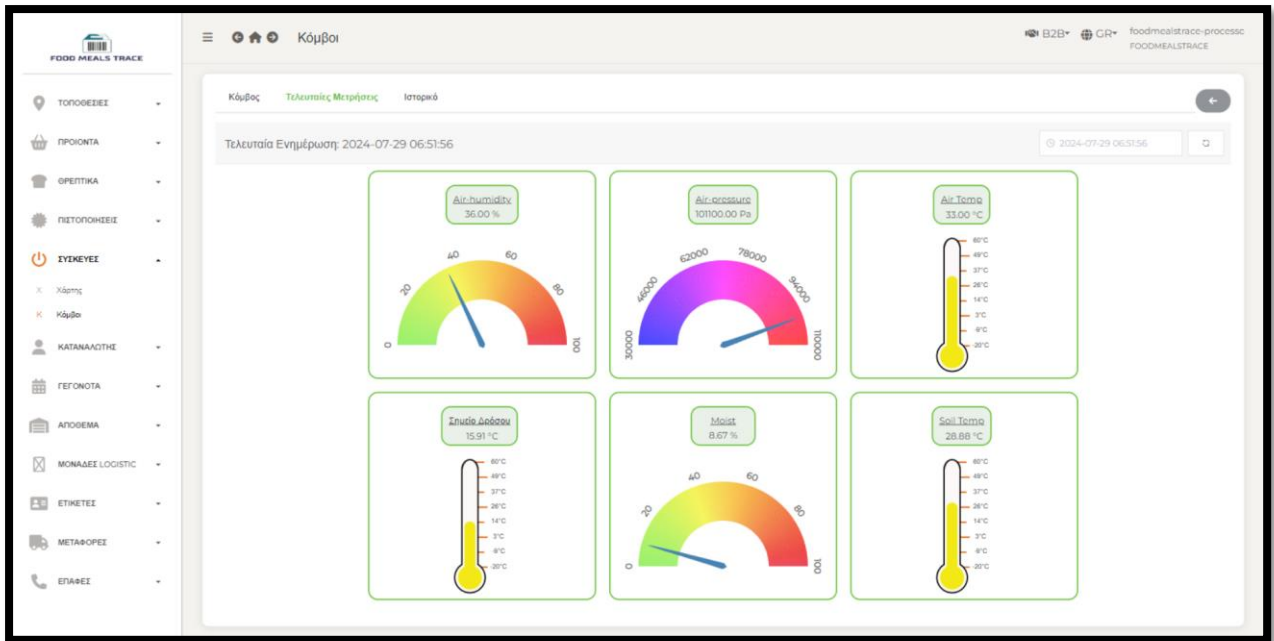 FOOD MEALS TRACE
Κόμβοι
B2B
GR
foodmealstrace-processo
FOODMEALSTRACE
ΤΟΠΟΘΕΣΙΕΣ
ΠΡΟΙΟΝΤΑ
ΘΡΕΠΤΙΚΑ
ΠΙΣΤΟΠΟΙΗΣΕΙΣ
ΣΥΣΚΕΥΕΣ
Χ Χάρτης
Κ Κόμβοι
ΚΑΤΑΝΑΛΩΤΗΣ
ΓΕΓΟΝΟΤΑ
ΑΠΟΘΕΜΑ
ΜΟΝΑΔΕΣ LOGISTIC
ΕΤΙΚΕΤΕΣ
ΜΕΤΑΦΟΡΕΣ
ΕΠΑΦΕΣ
Κόμβος Τελευταίες Μετρήσεις Ιστορικό
Τελευταία Ενημέρωση: 2024-07-29 06:51:56
2024-07-29 06:51:56
Air-humidity
36.00 %
0 20 40 60 80 100
Air-pressure
101100.00 Pa
30000 46000 62000 78000 94000 110000
Air Temp
33.00 °C
60°C
49°C
37°C
26°C
14°C
3°C
-9°C
-20°C
Σημείο Δρόσου
15.91 °C
60°C
49°C
37°C
26°C
14°C
3°C
-9°C
-20°C
Moist
8.67 %
0 20 40 60 80 100
Soil Temp
28.88 °C
60°C
49°C
37°C
26°C
14°C
3°C
-9°C
-20°C